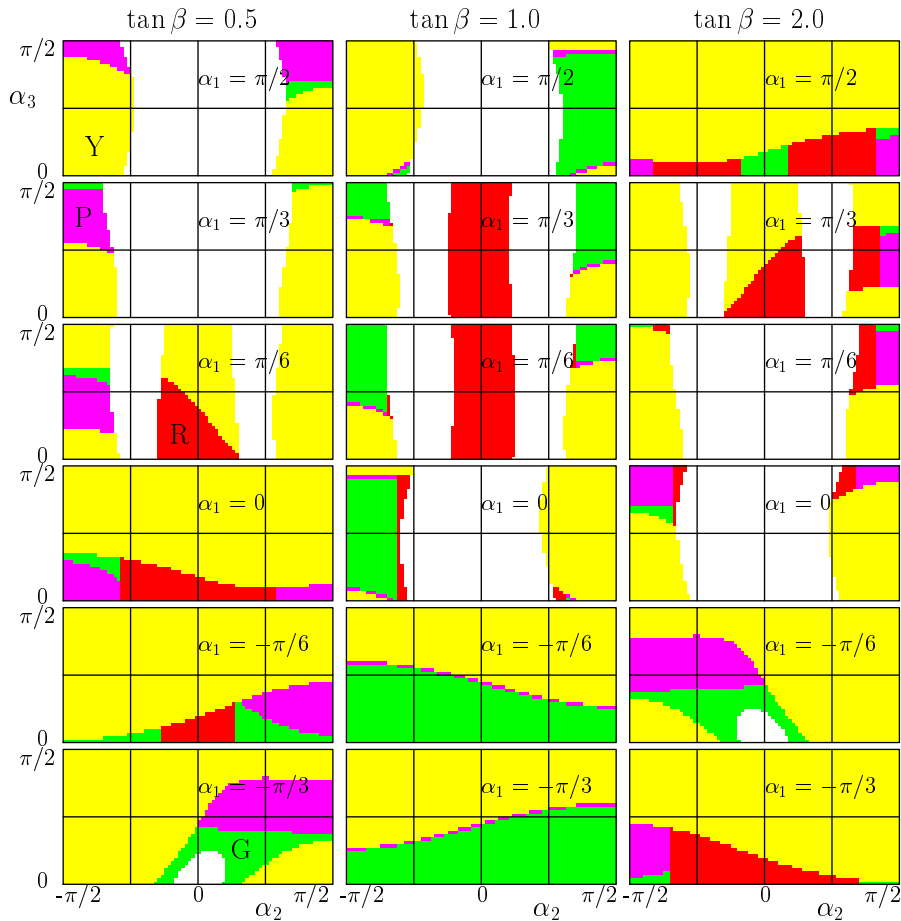 tan β = 0.5 tan β = 1.0 tan β = 2.0
π/2 α₁ = π/2 α₁ = π/2 α₁ = π/2
α₃
Y
0
π/2 P α₁ = π/3 α₁ = π/3 α₁ = π/3
0
π/2 α₁ = π/6 α₁ = π/6 α₁ = π/6
R
0
π/2 α₁ = 0 α₁ = 0 α₁ = 0
0
π/2 α₁ = −π/6 α₁ = −π/6 α₁ = −π/6
0
π/2 α₁ = −π/3 α₁ = −π/3 α₁ = −π/3
G
0
-π/2 0 π/2 0 π/2 -π/2 0 π/2
α₂ α₂ α₂